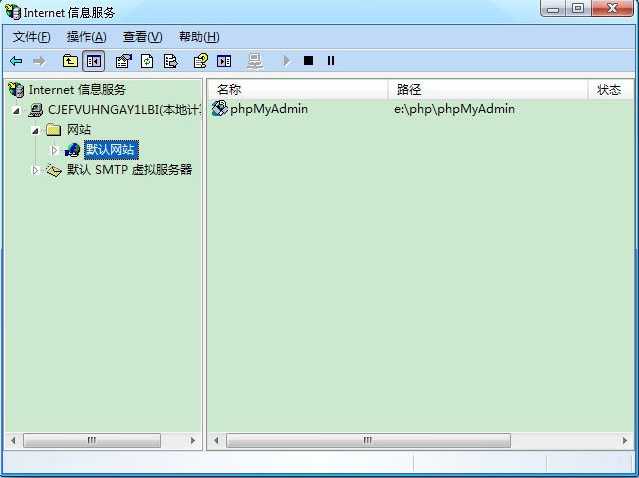 Internet 信息服务
文件(F) 操作(A) 查看(V) 帮助(H)
Internet 信息服务
CJEFVUHNGAY1LBI(本地计
网站
默认网站
默认 SMTP 虚拟服务器
名称 路径 状态
phpMyAdmin e:\php\phpMyAdmin